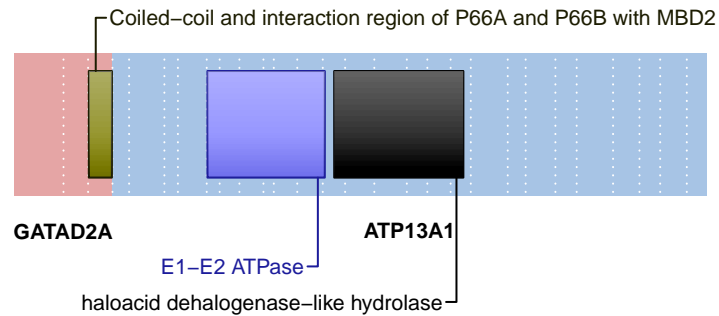 Coiled−coil and interaction region of P66A and P66B with MBD2
GATAD2A
ATP13A1
E1−E2 ATPase
haloacid dehalogenase−like hydrolase